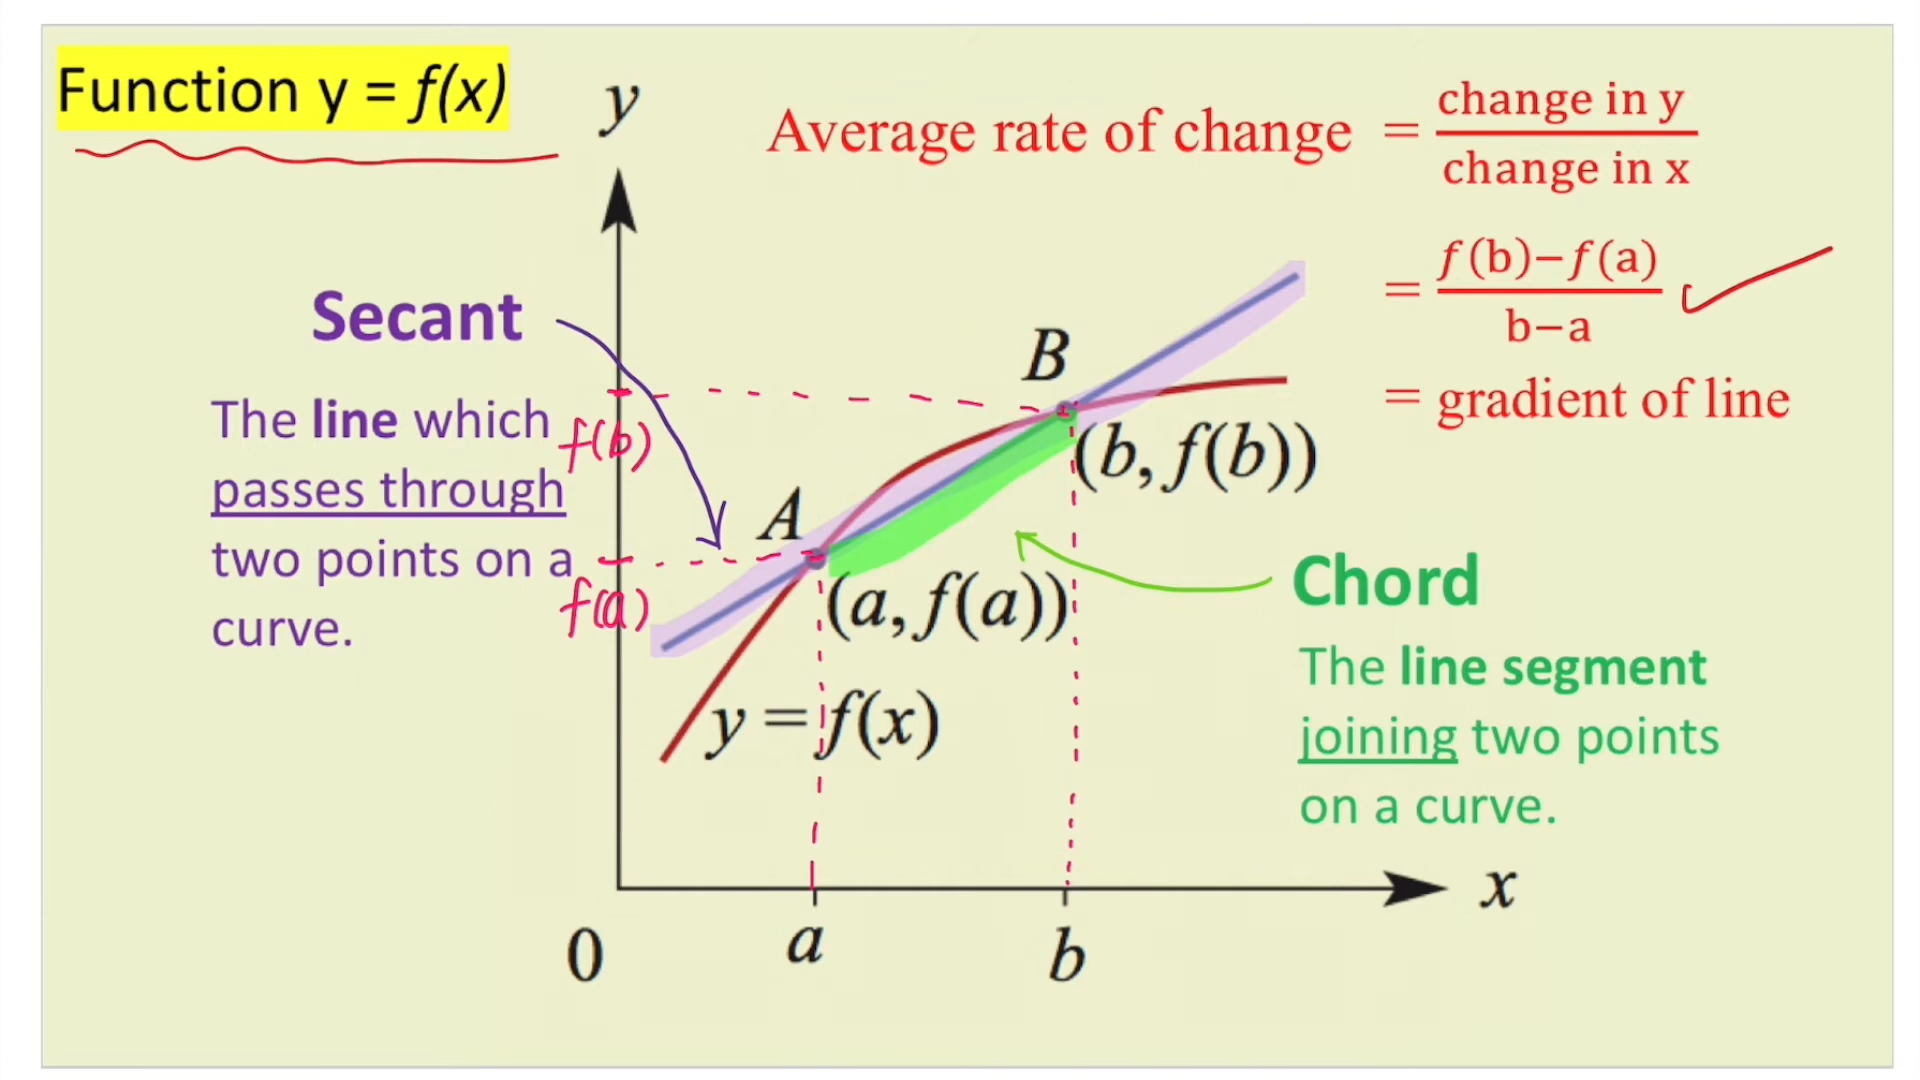 Function y = f(x)
y
Average rate of change = change in y
change in x
= f(b)−f(a)
b−a
= gradient of line
Secant
The line which
passes through
two points on a
curve.
f(b)
f(a)
B
(b, f(b))
A
(a, f(a))
y = f(x)
Chord
The line segment
joining two points
on a curve.
x
0
a
b